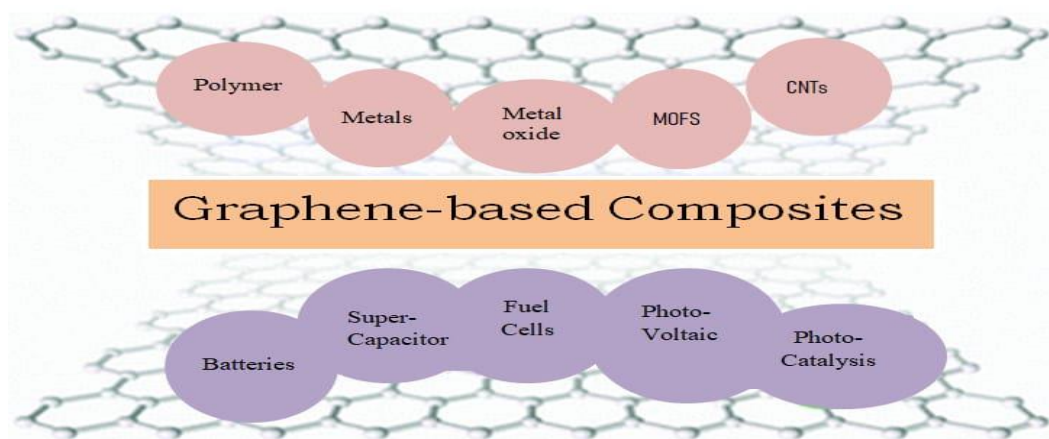 Polymer
Metals
Metal
oxide
MOFS
CNTs
Graphene-based Composites
Batteries
Super-
Capacitor
Fuel
Cells
Photo-
Voltaic
Photo-
Catalysis